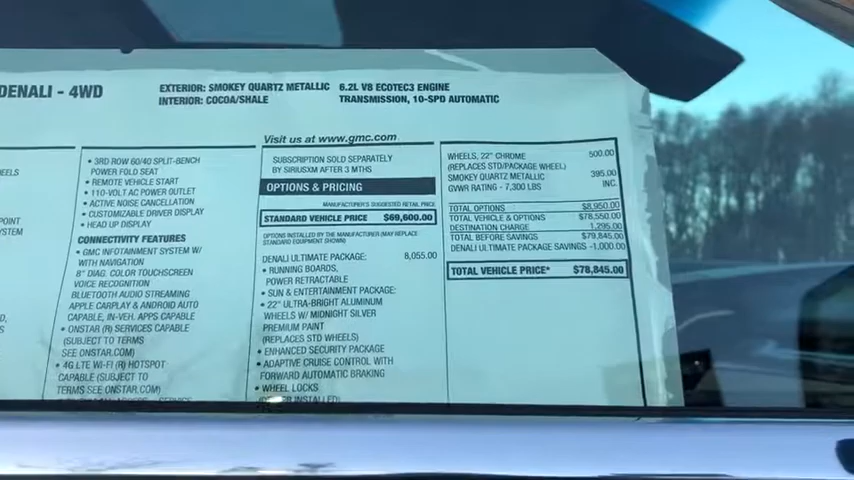 DENALI - 4WD
EXTERIOR: SMOKEY QUARTZ METALLIC
INTERIOR: COCOA/SHALE
6.2L V8 ECOTEC3 ENGINE
TRANSMISSION, 10-SPD AUTOMATIC
EELS
POINT
SYSTEM
• 3RD ROW 60/40 SPLIT-BENCH
POWER FOLD SEAT
• REMOTE VEHICLE START
• 110-VOLT AC POWER OUTLET
• ACTIVE NOISE CANCELLATION
• CUSTOMIZABLE DRIVER DISPLAY
• HEAD UP DISPLAY
CONNECTIVITY FEATURES
• GMC INFOTAINMENT SYSTEM W/
WITH NAVIGATION
8" DIAG. COLOR TOUCHSCREEN
VOICE RECOGNITION
BLUETOOTH AUDIO STREAMING
APPLE CARPLAY & ANDROID AUTO
CAPABLE, IN-VEH. APPS CAPABLE
• ONSTAR (R) SERVICES CAPABLE
SUBJECT TO TERMS
SEE ONSTAR.COM
• 4G LTE WI-FI (R) HOTSPOT
CAPABLE (SUBJECT TO
TERMS SEE ONSTAR.COM)
Visit us at www.gmc.com
SUBSCRIPTION SOLD SEPARATELY
BY SIRIUSXM AFTER 3 MTHS
OPTIONS & PRICING
MANUFACTURER'S SUGGESTED RETAIL PRICE
STANDARD VEHICLE PRICE $69,600.00
OPTIONS INSTALLED BY THE MANUFACTURER (MAY REPLACE
STANDARD EQUIPMENT SHOWN)
DENALI ULTIMATE PACKAGE: 8,055.00
• RUNNING BOARDS,
POWER RETRACTABLE
• SUN & ENTERTAINMENT PACKAGE:
• 22" ULTRA-BRIGHT ALUMINUM
WHEELS W/ MIDNIGHT SILVER
PREMIUM PAINT
(REPLACES STD WHEELS)
• ENHANCED SECURITY PACKAGE
• ADAPTIVE CRUISE CONTROL WITH
FORWARD AUTOMATIC BRAKING
• WHEEL LOCKS
WHEELS, 22" CHROME 500.00
(REPLACES STD/PACKAGE WHEEL)
SMOKEY QUARTZ METALLIC 395.00
GVWR RATING - 7,300 LBS INC.
TOTAL OPTIONS $8,950.00
TOTAL VEHICLE & OPTIONS $78,550.00
DESTINATION CHARGE 1,295.00
TOTAL BEFORE SAVINGS $79,845.00
DENALI ULTIMATE PACKAGE SAVINGS -1,000.00
TOTAL VEHICLE PRICE* $78,845.00